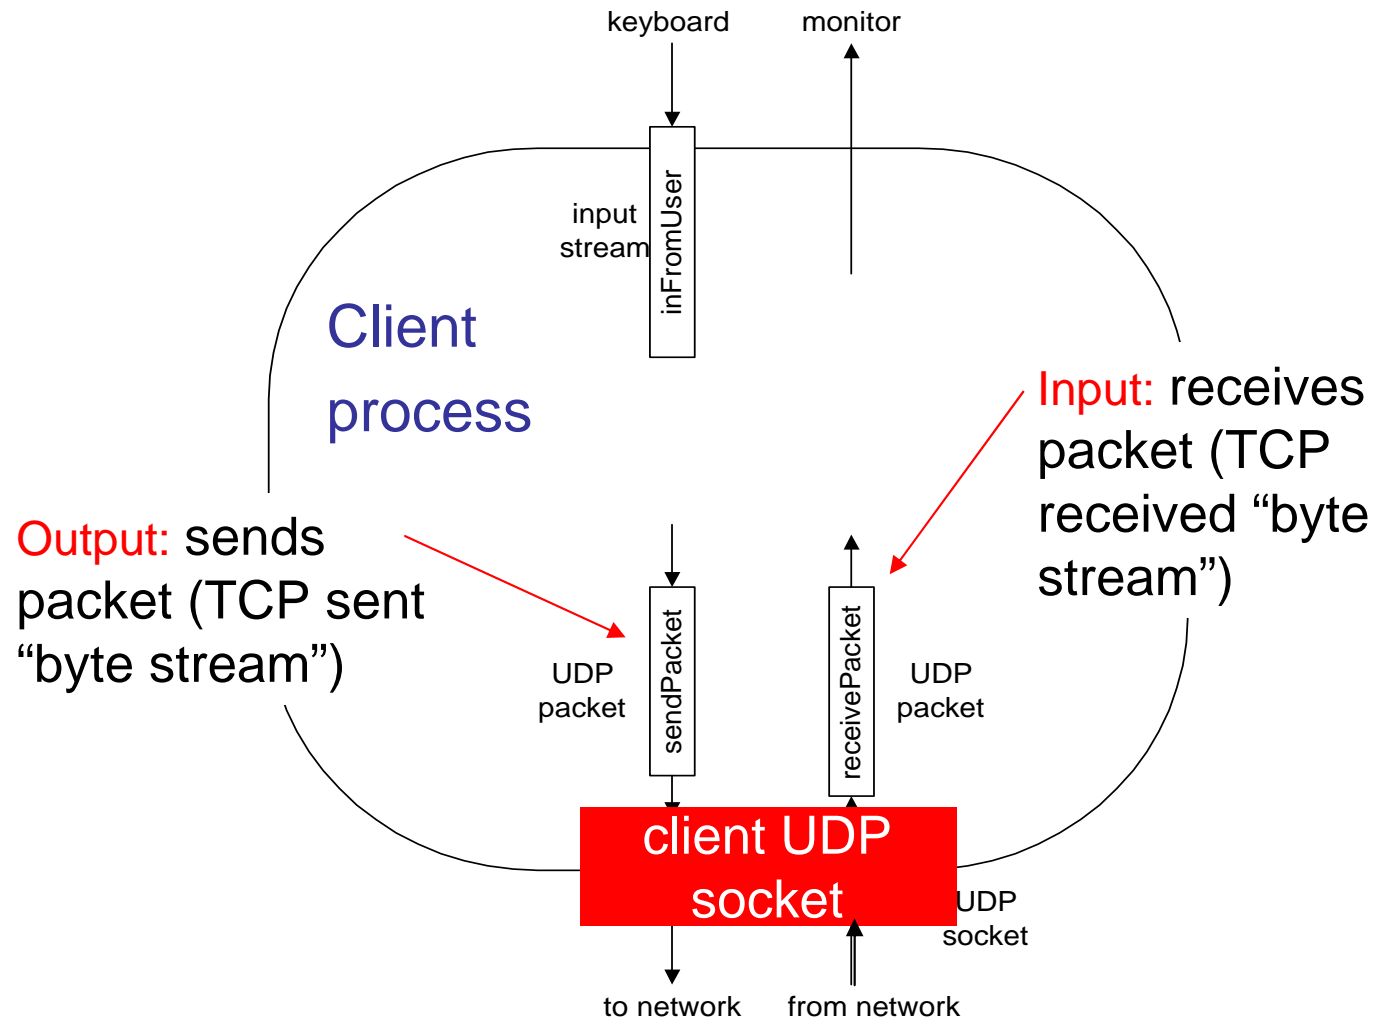 keyboard
monitor
inFromUser
input
stream
Client
process
Input: receives
packet (TCP
received “byte
stream”)
Output: sends
packet (TCP sent
“byte stream”)
sendPacket
UDP
packet
receivePacket
UDP
packet
client UDP
socket
UDP
socket
to network
from network